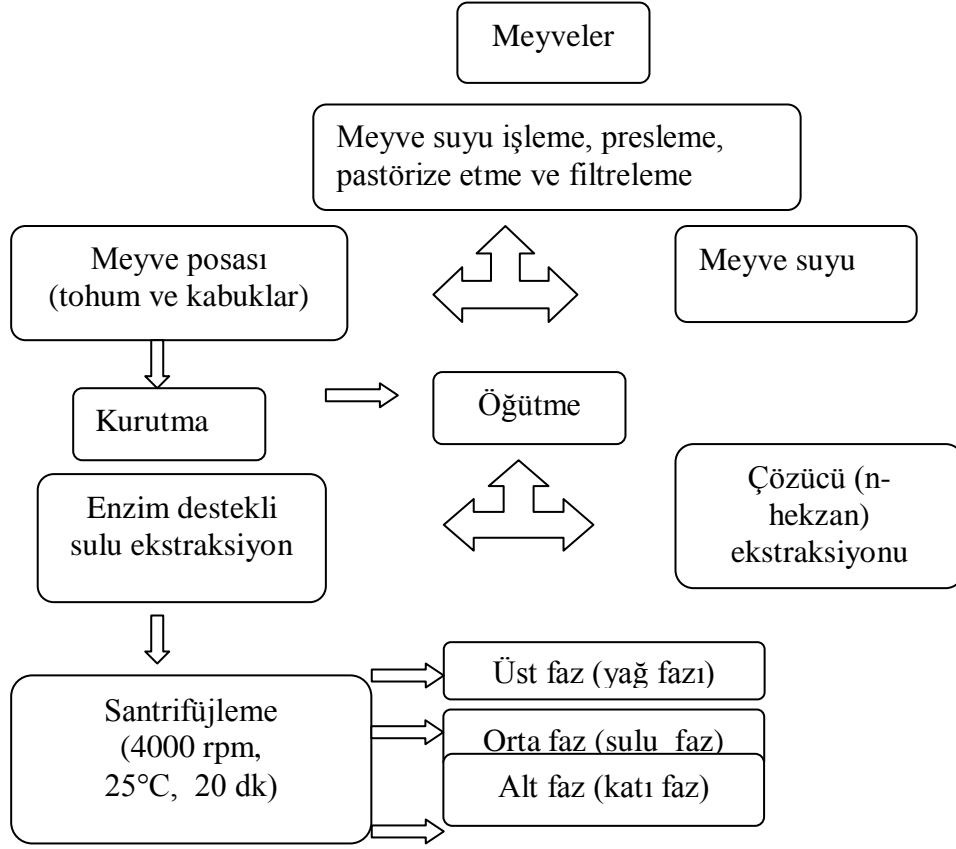 Meyveler
Meyve suyu işleme, presleme,
pastörize etme ve filtreleme
Meyve posası
(tohum ve kabuklar)
Meyve suyu
Kurutma
Öğütme
Enzim destekli
sulu ekstraksiyon
Çözücü (n-
hekzan)
ekstraksiyonu
Santrifüjleme
(4000 rpm,
25°C, 20 dk)
Üst faz (yağ fazı)
Orta faz (sulu faz)
Alt faz (katı faz)